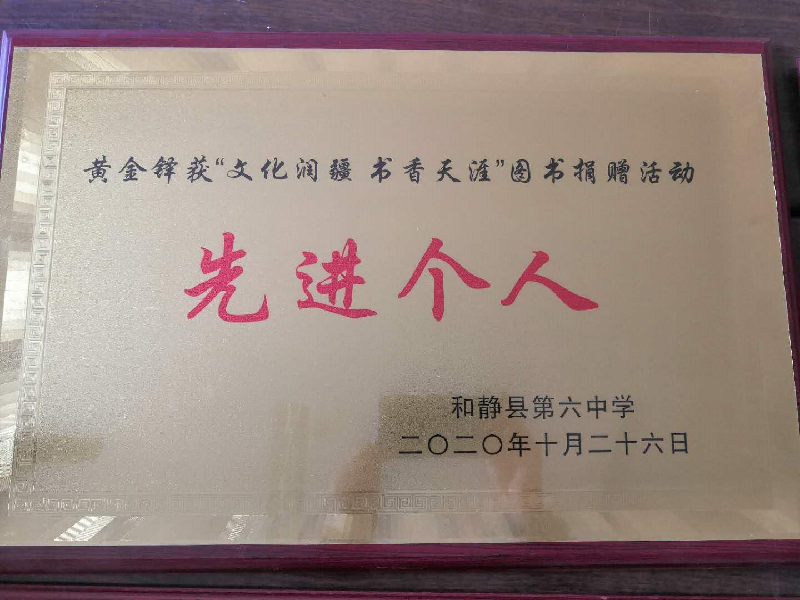 黄金铎获“文化润疆 书香天涯”图书捐赠活动
先进个人
和静县第六中学
二〇二〇年十月二十六日